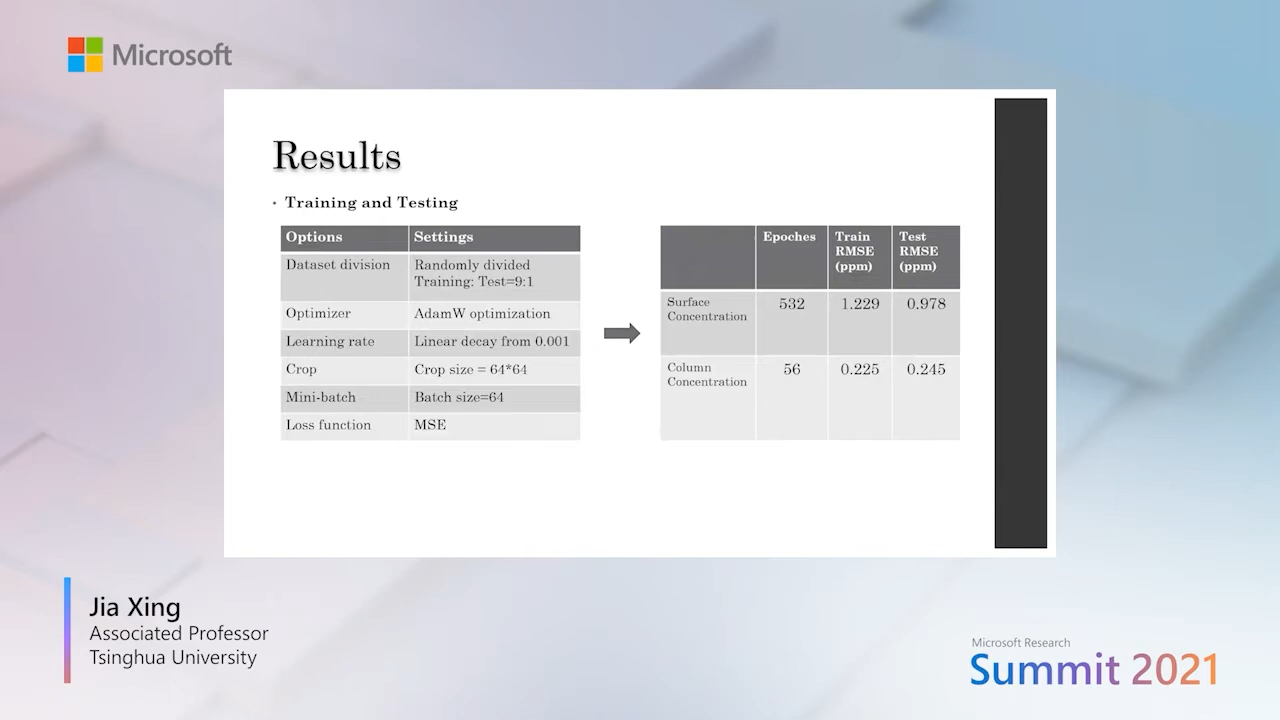 Microsoft
Results
• Training and Testing
Options Settings
Dataset division Randomly divided
Training: Test=9:1
Optimizer AdamW optimization
Learning rate Linear decay from 0.001
Crop Crop size = 64*64
Mini-batch Batch size=64
Loss function MSE
Epoches Train Test
RMSE RMSE
(ppm) (ppm)
Surface 532 1.229 0.978
Concentration
Column 56 0.225 0.245
Concentration
Jia Xing
Associated Professor
Tsinghua University
Microsoft Research
Summit 2021